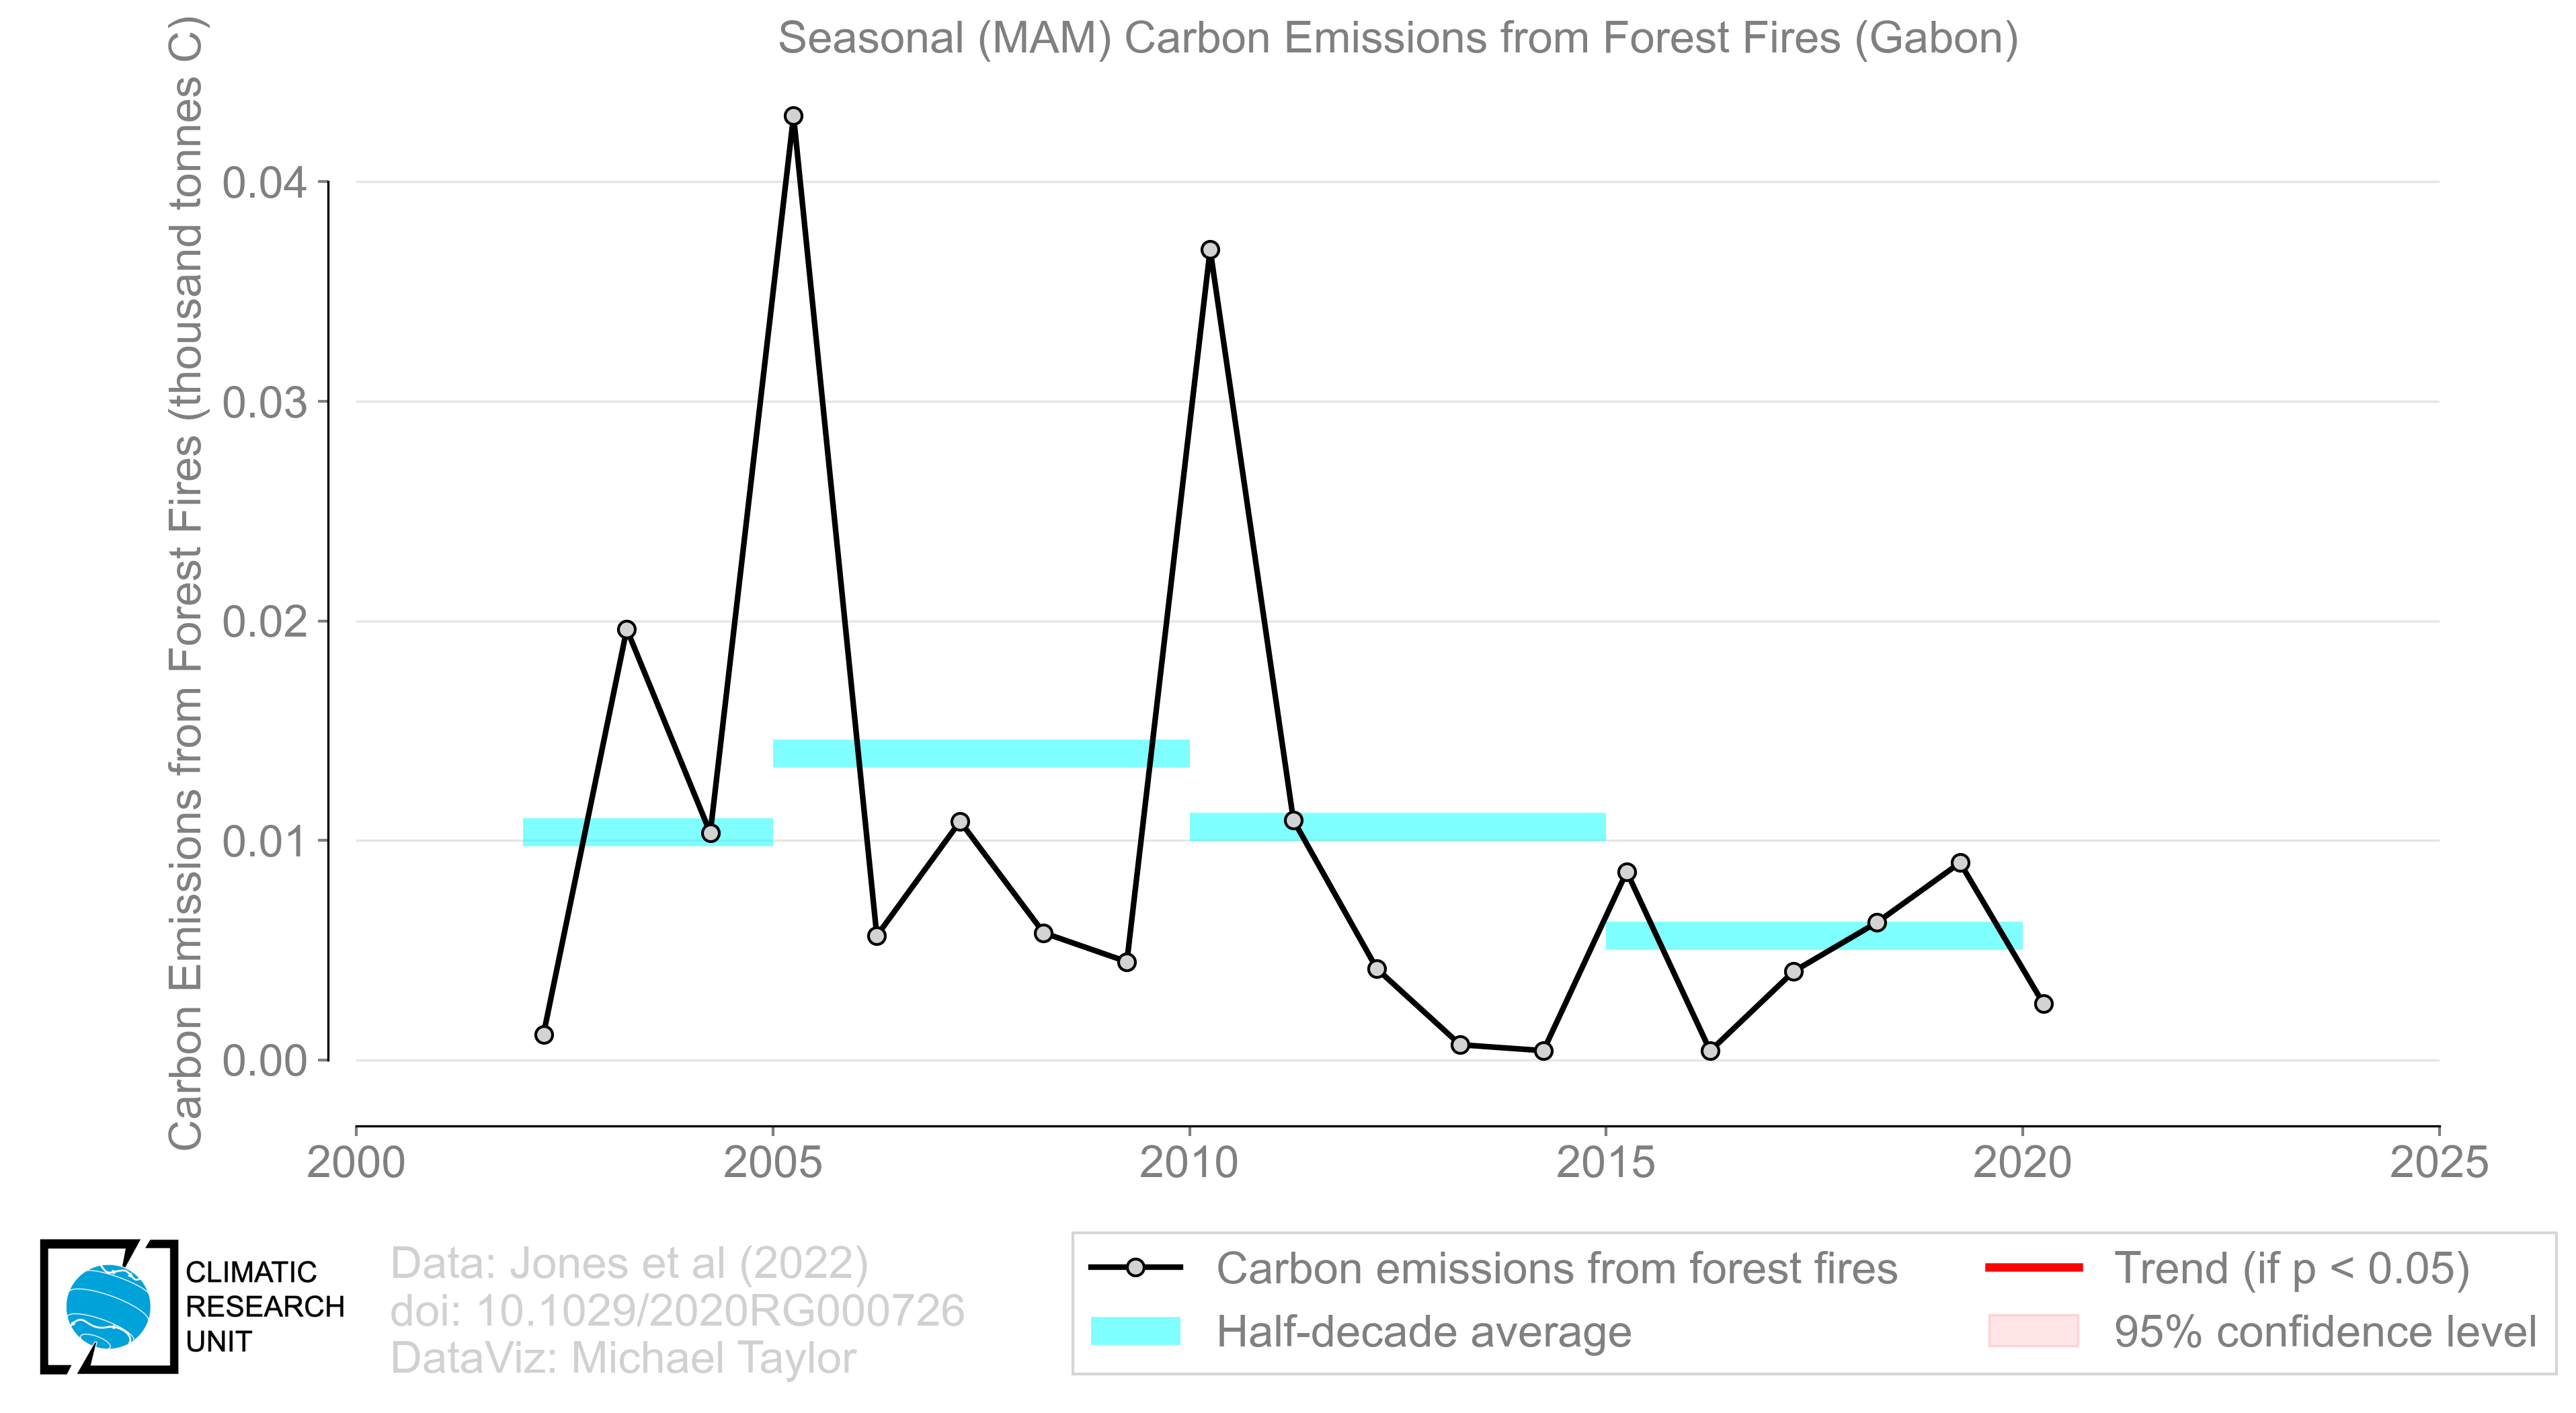 Seasonal (MAM) Carbon Emissions from Forest Fires (Gabon)
Carbon Emissions from Forest Fires (thousand tonnes C)
0.04
0.03
0.02
0.01
0.00
2000 2005 2010 2015 2020 2025
CLIMATIC
RESEARCH
UNIT
Data: Jones et al (2022)
doi: 10.1029/2020RG000726
DataViz: Michael Taylor
Carbon emissions from forest fires
Half-decade average
Trend (if p < 0.05)
95% confidence level